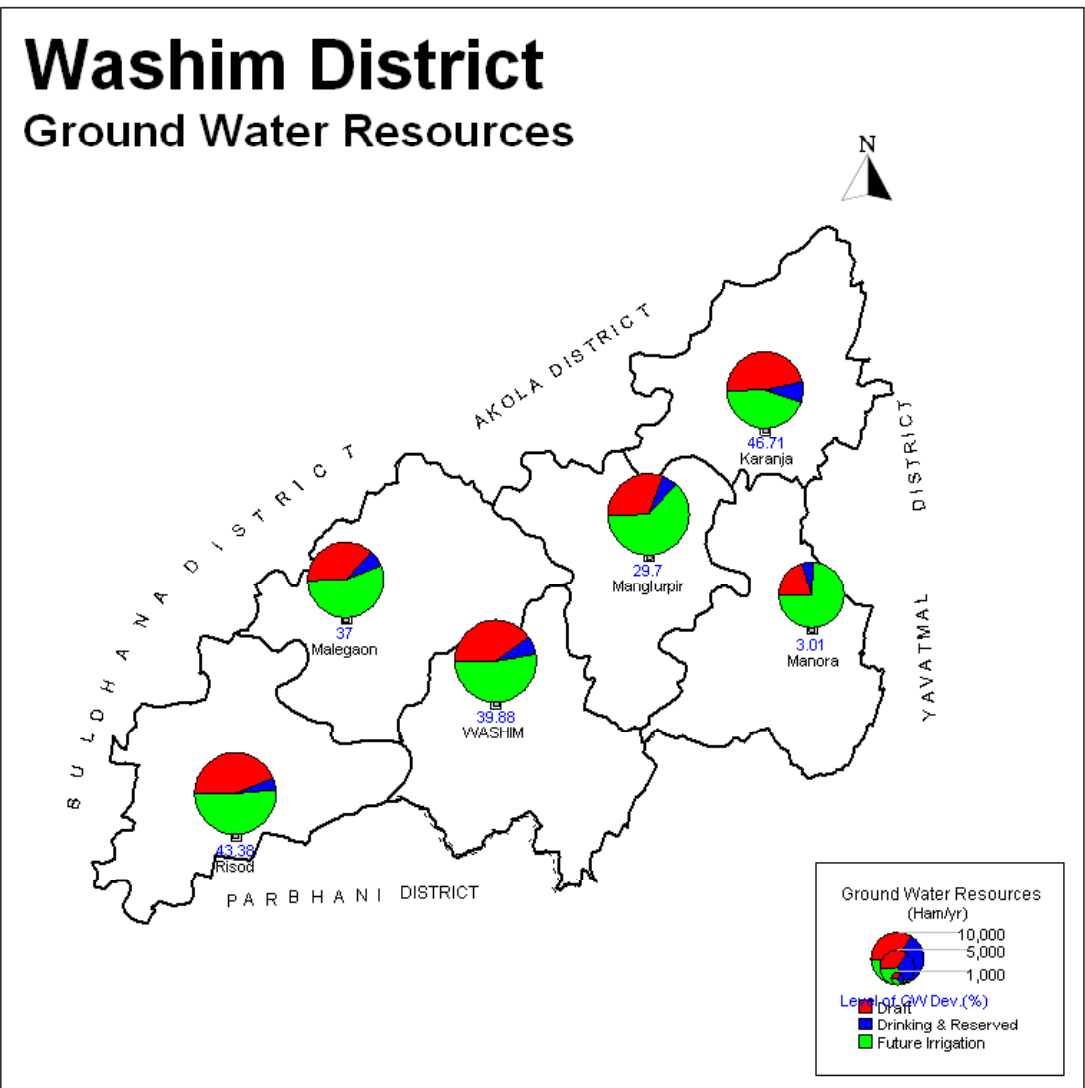 Washim District
Ground Water Resources
N
AKOLA DISTRICT
BULDHANA DISTRICT
DISTRICT
YAVATMAL
46.71
Karanja
29.7
Manglurpir
37
Malegaon
3.01
Manora
39.88
WASHIM
43.38
Risod
PARBHANI DISTRICT
Ground Water Resources
(Ham/yr)
10,000
5,000
1,000
Level of GW Dev.(%)
Draft
Drinking & Reserved
Future Irrigation